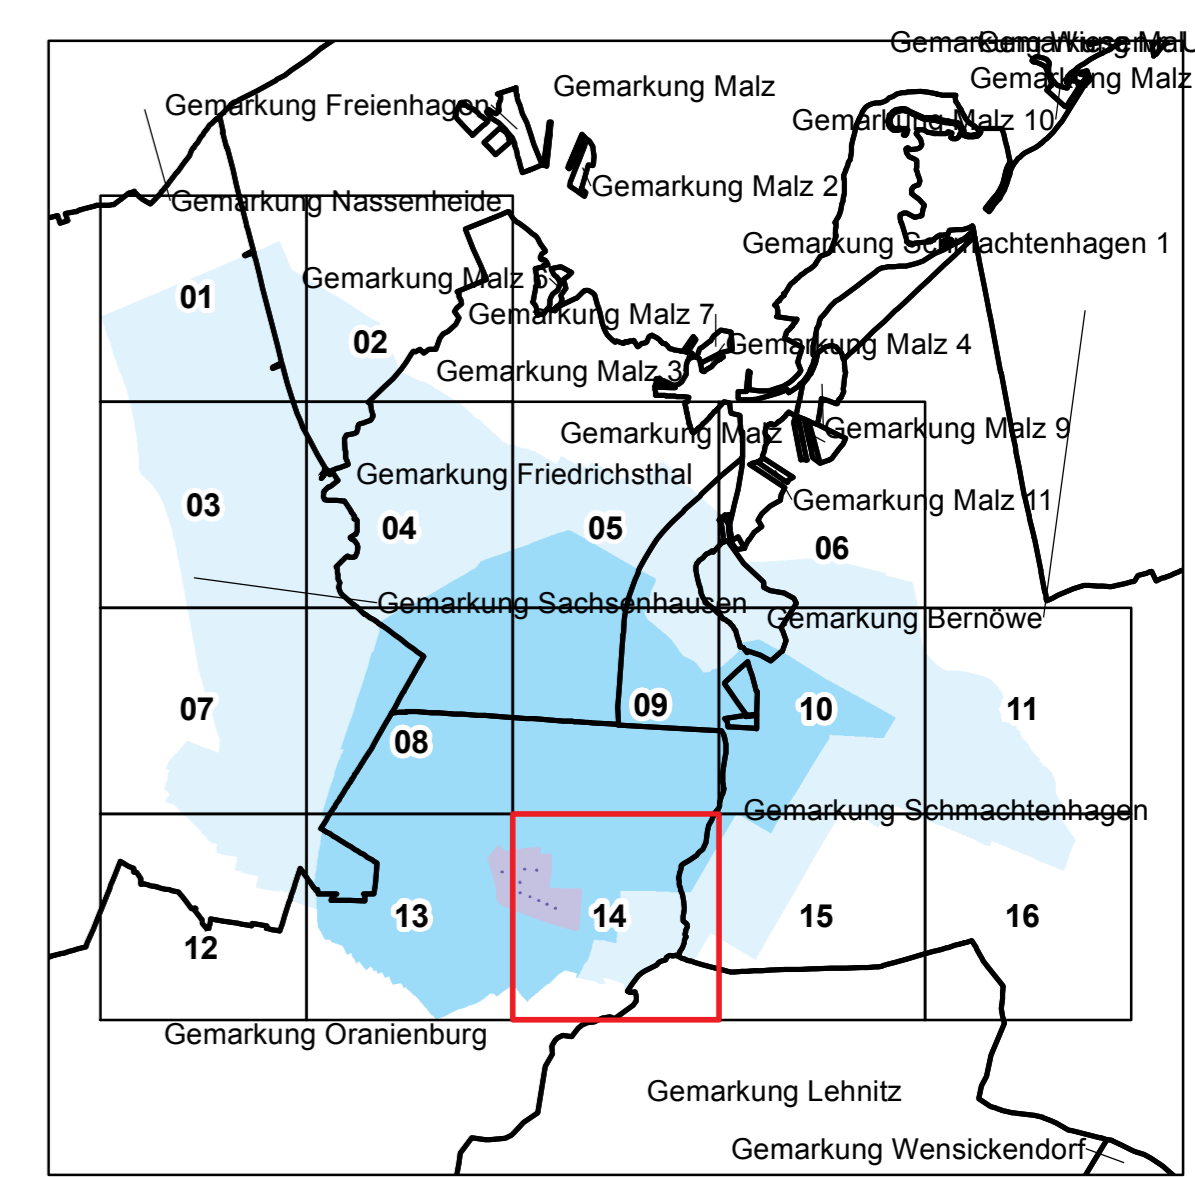 Gemarkung Malz
Gemarkung Malz
Gemarkung Freienhagen
Gemarkung Malz 10
Gemarkung Malz 2
Gemarkung Nassenheide
Gemarkung Schmachtenhagen 1
Gemarkung Malz
01
Gemarkung Malz 7
02
Gemarkung Malz 4
Gemarkung Malz 3
Gemarkung Malz
Gemarkung Malz 9
Gemarkung Friedrichsthal
Gemarkung Malz 11
03
04
05
06
Gemarkung Sachsenhausen
Gemarkung Bernöwe
07
08
09
10
11
Gemarkung Schmachtenhagen
12
13
14
15
16
Gemarkung Oranienburg
Gemarkung Lehnitz
Gemarkung Wensickendorf